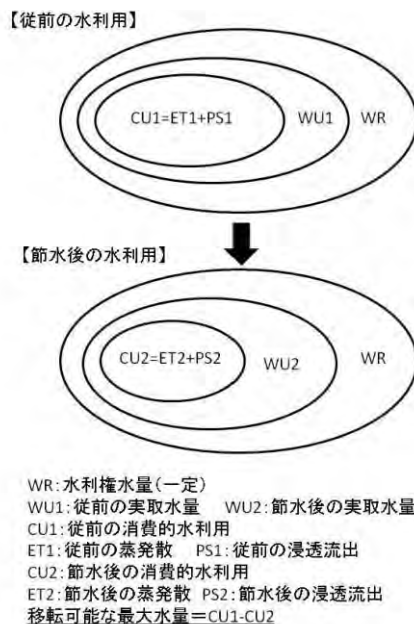 【従前の水利用】
CU1=ET1+PS1 WU1 WR
【節水後の水利用】
CU2=ET2+PS2 WU2 WR
WR:水利権水量(一定)
WU1:従前の実取水量 WU2:節水後の実取水量
CU1:従前の消費的水利用
ET1:従前の蒸発散 PS1:従前の浸透流出
CU2:節水後の消費的水利用
ET2:節水後の蒸発散 PS2:節水後の浸透流出
移転可能な最大水量=CU1-CU2